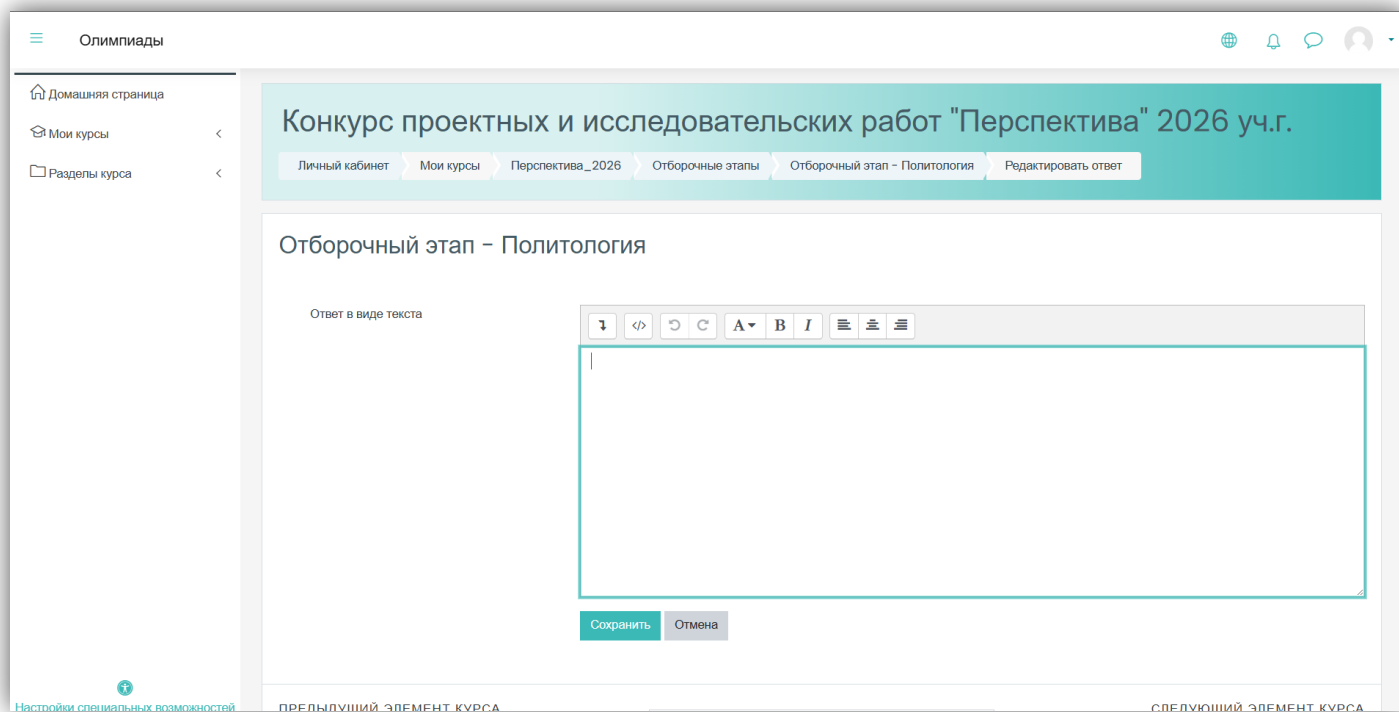 Олимпиады
Домашняя страница
Мои курсы
Разделы курса
Настройки специальных возможностей
Конкурс проектных и исследовательских работ "Перспектива" 2026 уч.г.
Личный кабинет Мои курсы Перспектива_2026 Отборочные этапы Отборочный этап - Политология Редактировать ответ
Отборочный этап - Политология
Ответ в виде текста
A B I
Сохранить Отмена
ПРЕДЫДУЩИЙ ЭЛЕМЕНТ КУРСА СЛЕДУЮЩИЙ ЭЛЕМЕНТ КУРСА